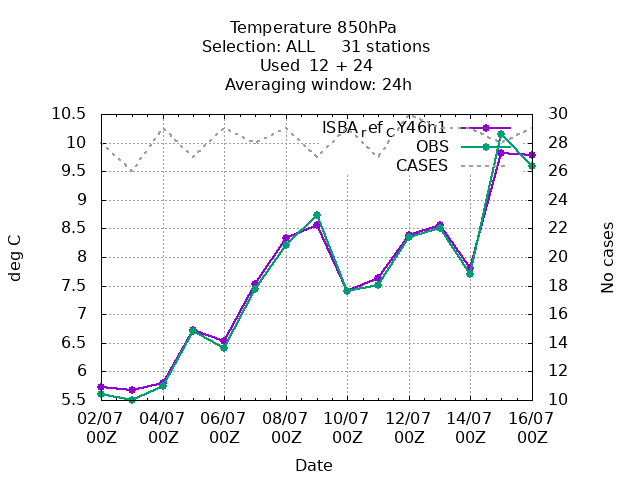 Temperature 850hPa
Selection: ALL 31 stations
Used 12 + 24
Averaging window: 24h
10.5
10
9.5
9
8.5
8
7.5
7
6.5
6
5.5
30
28
26
24
22
20
18
16
14
12
10
ISBA_ref_CY46h1
OBS
CASES
deg C
No cases
02/07 04/07 06/07 08/07 10/07 12/07 14/07 16/07
00Z 00Z 00Z 00Z 00Z 00Z 00Z 00Z
Date